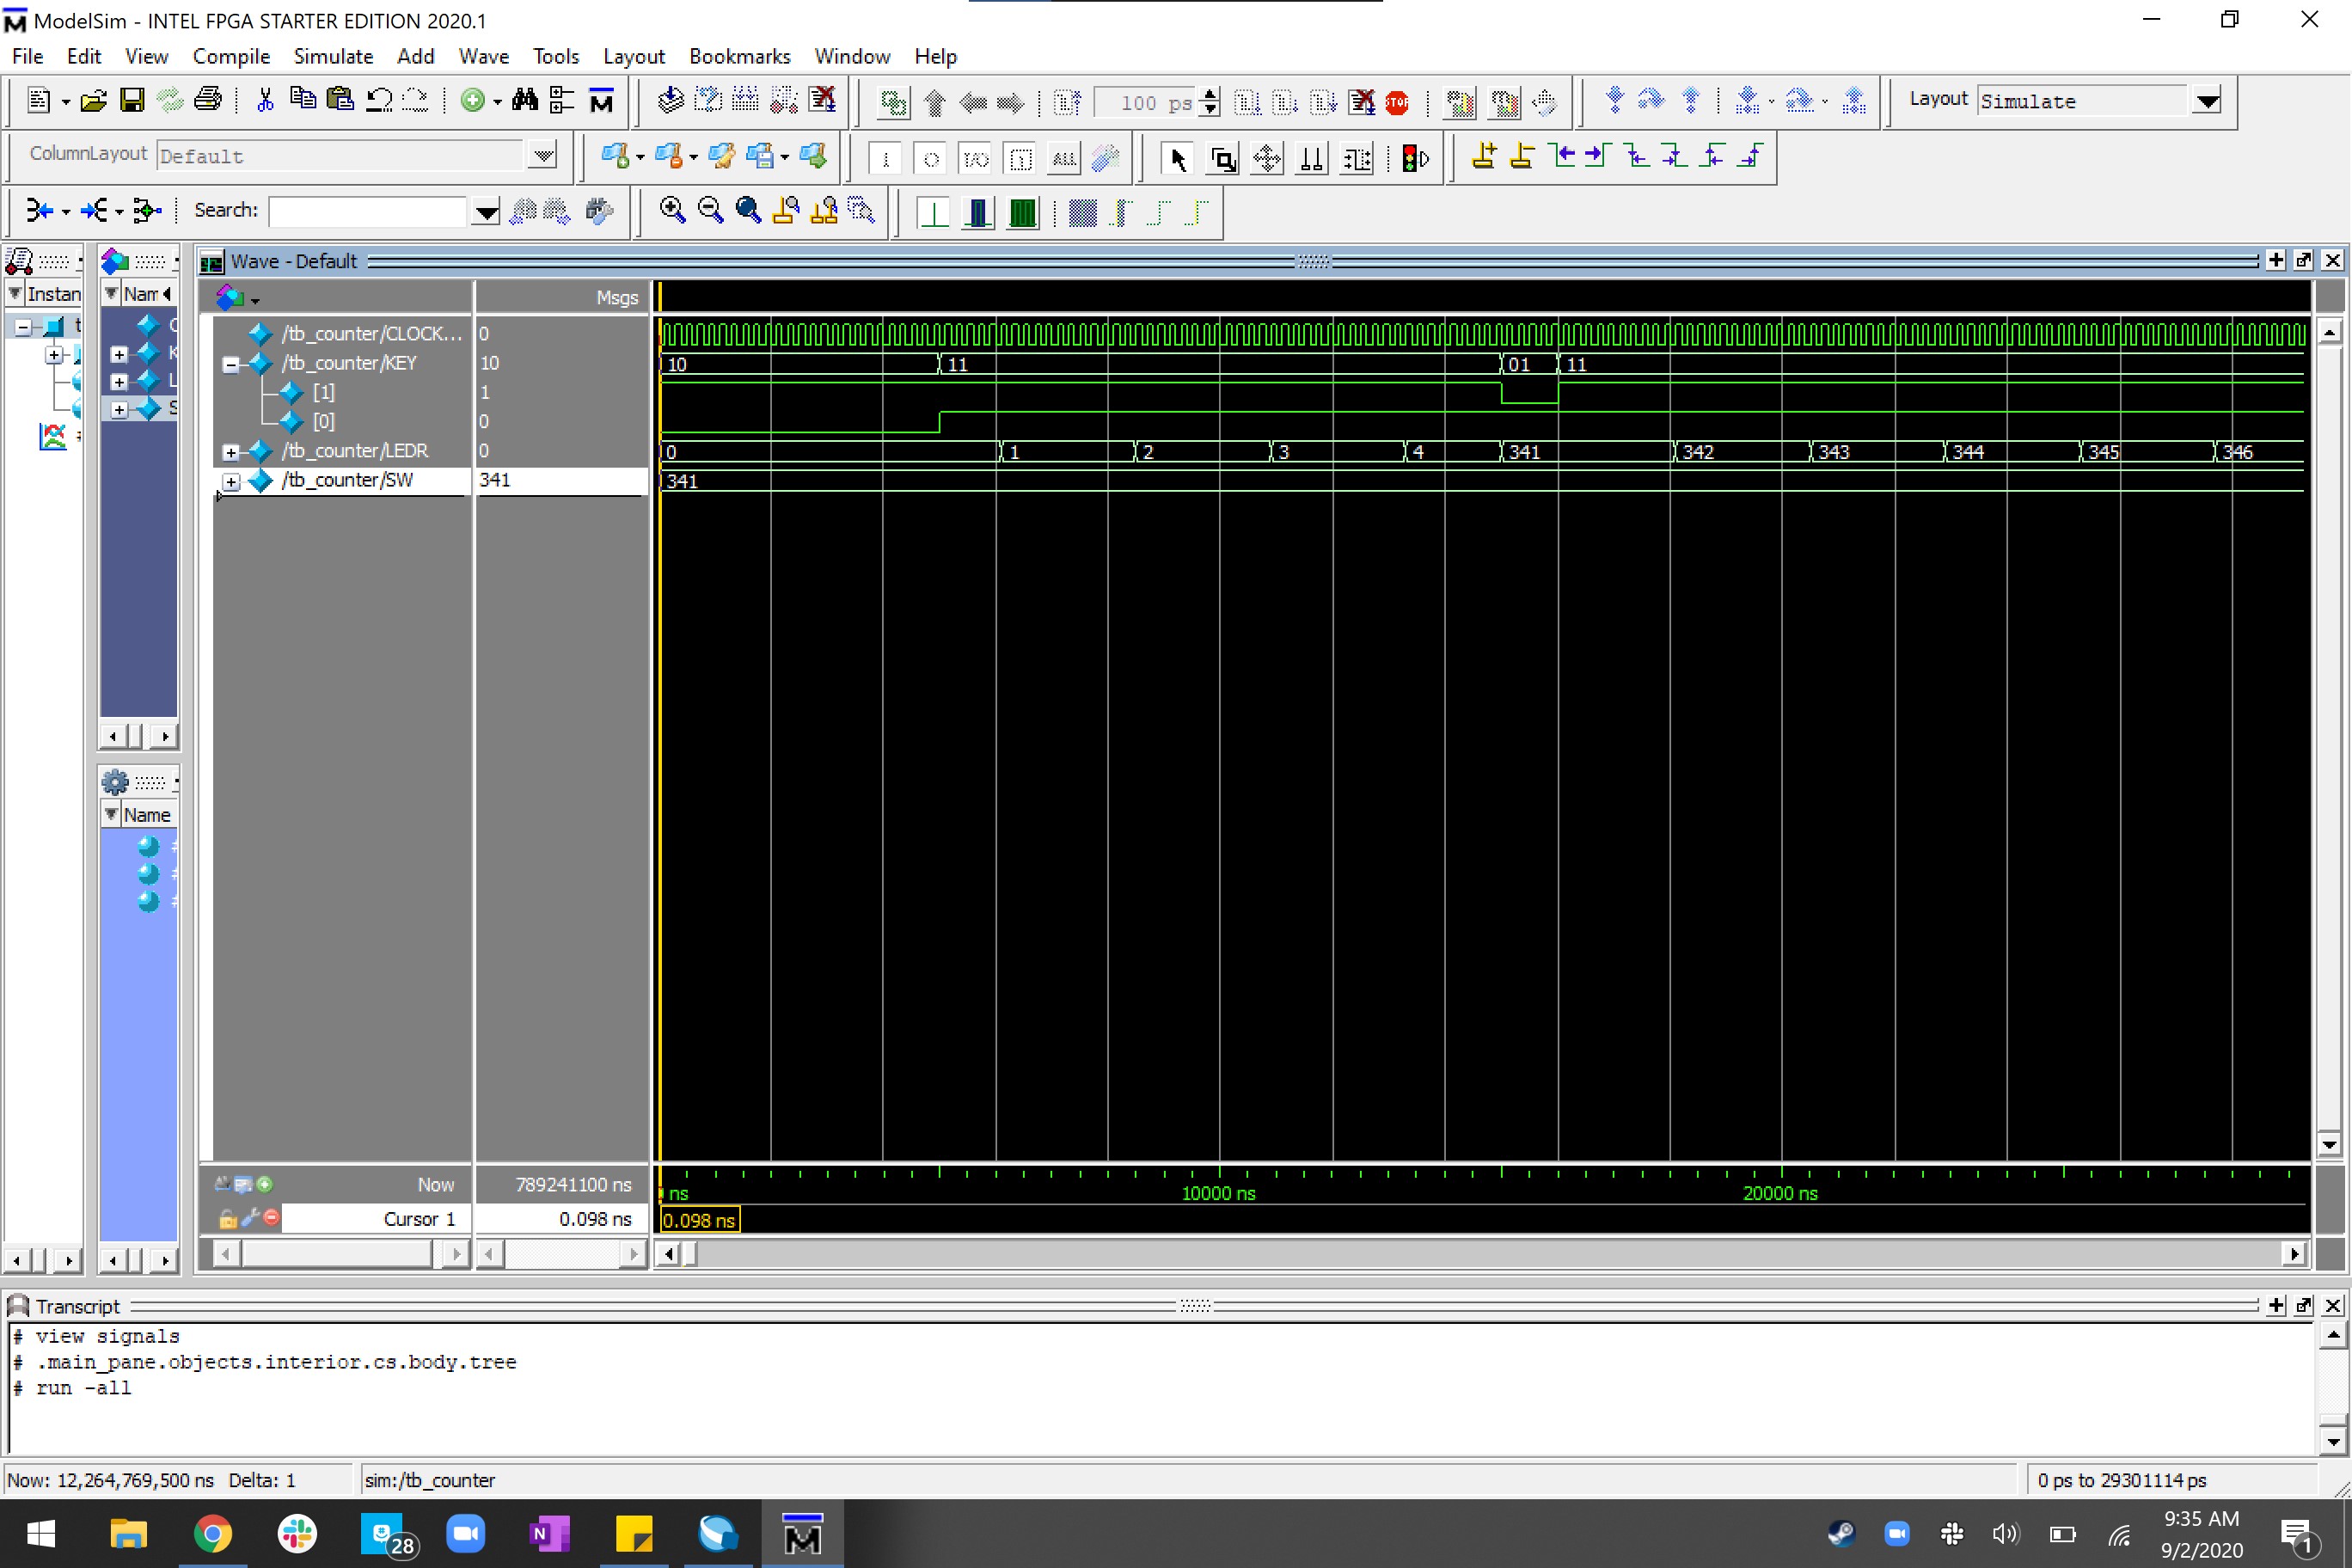 ModelSim - INTEL FPGA STARTER EDITION 2020.1
File Edit View Compile Simulate Add Wave Tools Layout Bookmarks Window Help
100 ps
Layout Simulate
ColumnLayout Default
ALL
Search:
Wave - Default
Instan
Nam
Msgs
/tb_counter/CLOCK... 0
/tb_counter/KEY 10 10 11 01 11
[1] 1
[0] 0
/tb_counter/LEDR 0 0 1 2 3 4 341 342 343 344 345 346
/tb_counter/SW 341 341
Name
Now 789241100 ns ns 10000 ns 20000 ns
Cursor 1 0.098 ns 0.098 ns
Transcript
# view signals
# .main_pane.objects.interior.cs.body.tree
# run -all
Now: 12,264,769,500 ns Delta: 1 sim:/tb_counter 0 ps to 29301114 ps
28
9:35 AM
9/2/2020
1